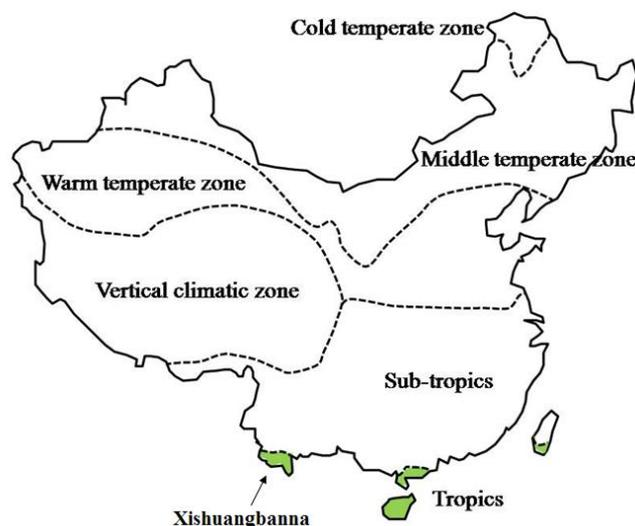 Cold temperate zone
Middle temperate zone
Warm temperate zone
Vertical climatic zone
Sub-tropics
Tropics
Xishuangbanna